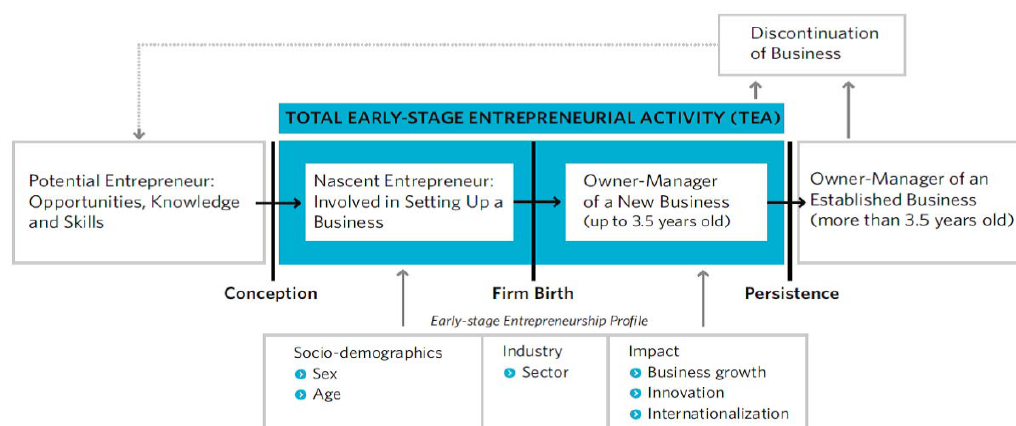 Discontinuation
of Business
TOTAL EARLY-STAGE ENTREPRENEURIAL ACTIVITY (TEA)
Potential Entrepreneur:
Opportunities, Knowledge
and Skills
Nascent Entrepreneur:
Involved in Setting Up a
Business
Owner-Manager
of a New Business
(up to 3.5 years old)
Owner-Manager of an
Established Business
(more than 3.5 years old)
Conception
Firm Birth
Persistence
Early-stage Entrepreneurship Profile
Socio-demographics
Sex
Age
Industry
Sector
Impact
Business growth
Innovation
Internationalization